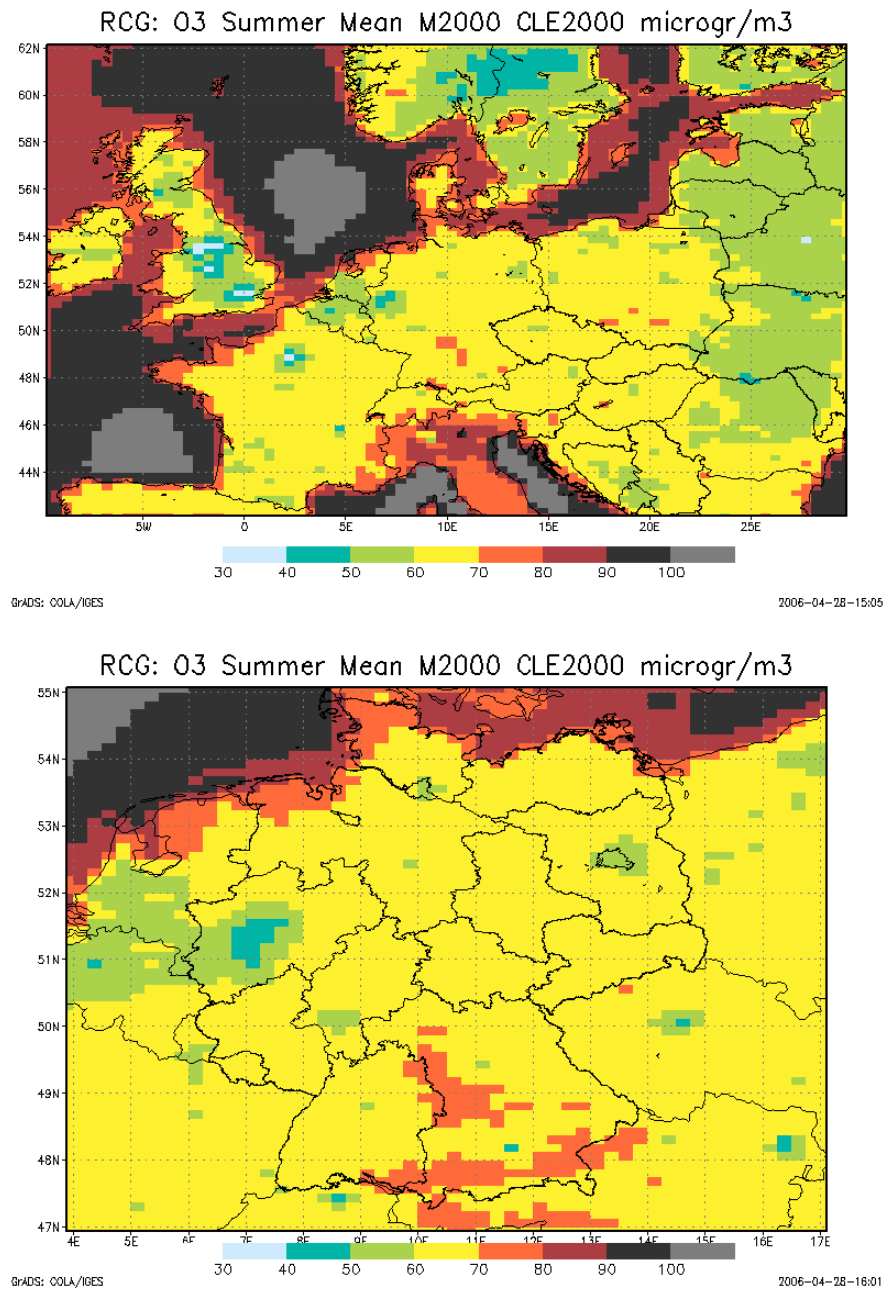 RCG: O3 Summer Mean M2000 CLE2000 microgr/m3
62N
60N
58N
56N
54N
52N
50N
48N
46N
44N
5W 0 5E 10E 15E 20E 25E
30 40 50 60 70 80 90 100
GrADS: COLA/IGES 2006-04-28-15:05
RCG: O3 Summer Mean M2000 CLE2000 microgr/m3
55N
54N
53N
52N
51N
50N
49N
48N
47N
4E 5E 6E 7E 8E 9E 10E 11E 12E 13E 14E 15E 16E 17E
30 40 50 60 70 80 90 100
GrADS: COLA/IGES 2006-04-28-16:01